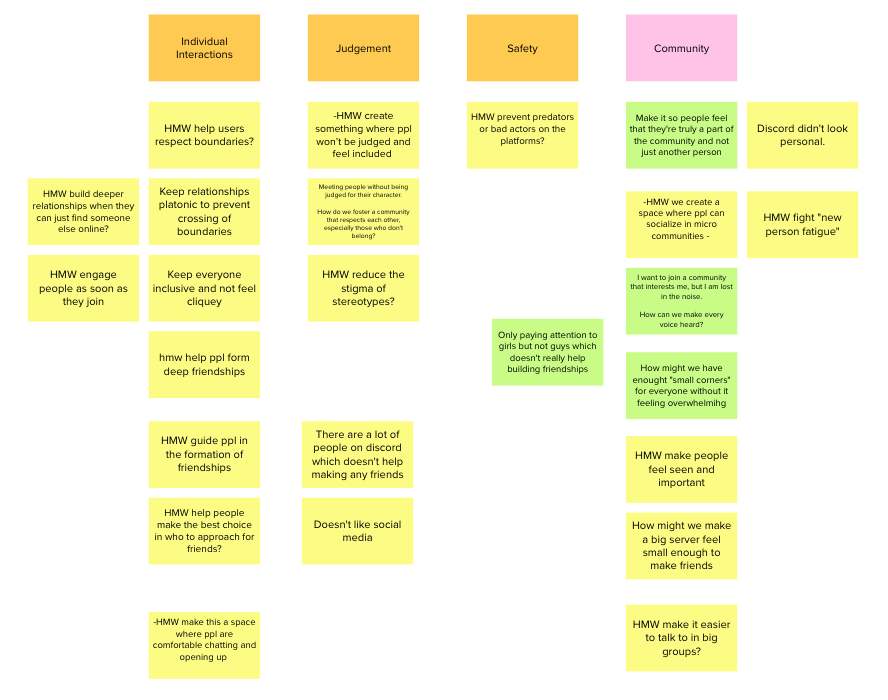 Individual
Interactions
Judgement
Safety
Community
HMW help users
respect boundaries?
-HMW create
something where ppl
won't be judged and
feel included
HMW prevent predators
or bad actors on the
platforms?
Make it so people feel
that they're truly a part of
the community and not
just another person
Discord didn't look
personal.
HMW build deeper
relationships when they
can just find someone
else online?
Keep relationships
platonic to prevent
crossing of
boundaries
Meeting people without being
judged for their character.
How do we foster a community
that respects each other,
especially those who don't
belong?
-HMW we create a
space where ppl can
socialize in micro
communities -
HMW fight "new
person fatigue"
HMW engage
people as soon as
they join
Keep everyone
inclusive and not feel
cliquey
HMW reduce the
stigma of
stereotypes?
I want to join a community
that interests me, but I am lost
in the noise.
How can we make every
voice heard?
hmw help ppl form
deep friendships
Only paying attention to
girls but not guys which
doesn't really help
building friendships
How might we have
enought "small corners"
for everyone without it
feeling overwhelmihg
HMW guide ppl in
the formation of
friendships
There are a lot of
people on discord
which doesn't help
making any friends
HMW make people
feel seen and
important
HMW help people
make the best choice
in who to approach for
friends?
Doesn't like social
media
How might we make
a big server feel
small enough to
make friends
-HMW make this a space
where ppl are
comfortable chatting and
opening up
HMW make it easier
to talk to in big
groups?